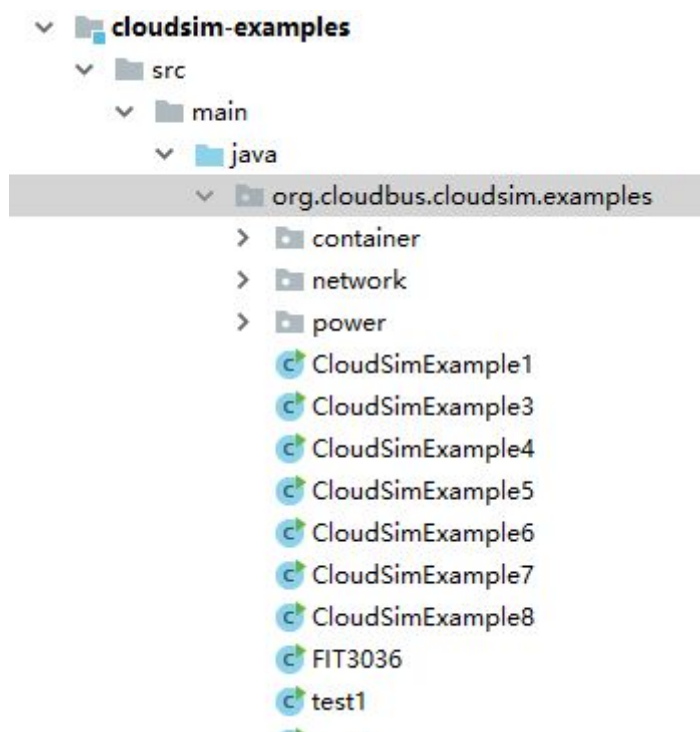 cloudsim-examples
src
main
java
org.cloudbus.cloudsim.examples
container
network
power
CloudSimExample1
CloudSimExample3
CloudSimExample4
CloudSimExample5
CloudSimExample6
CloudSimExample7
CloudSimExample8
FIT3036
test1